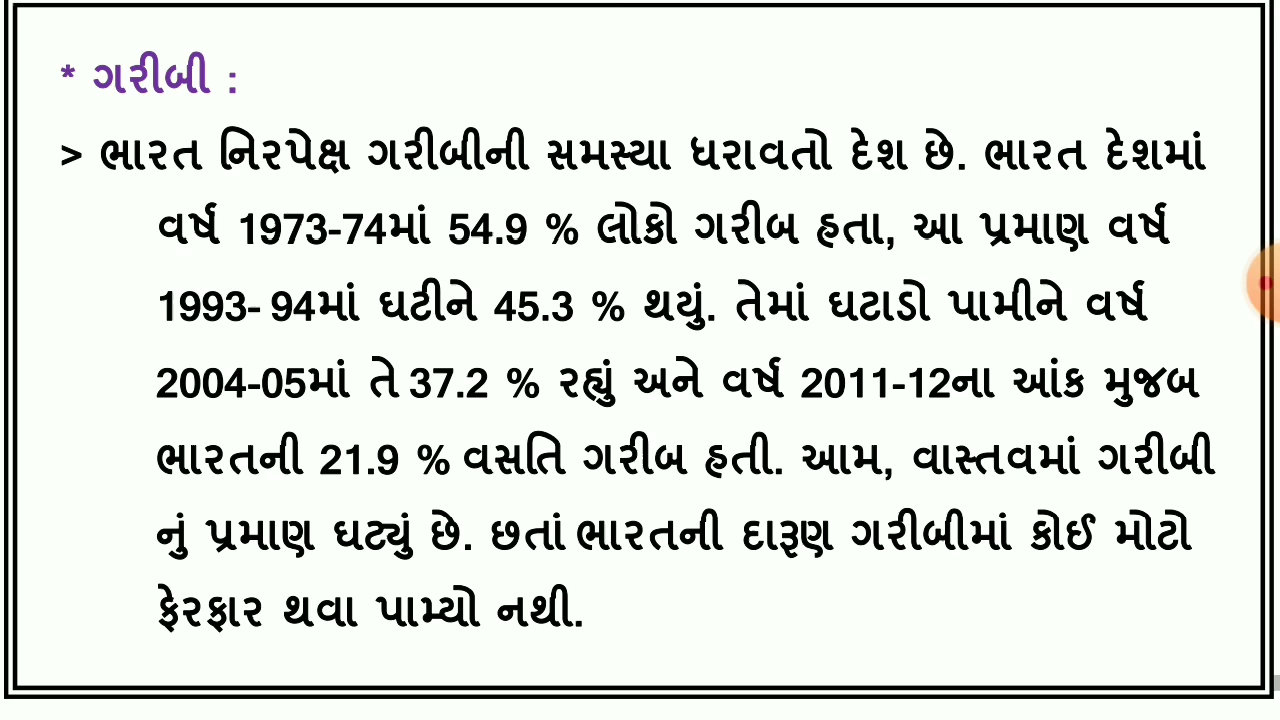 * ગરીબી :
> ભારત નિરપેક્ષ ગરીબીની સમસ્યા ધરાવતો દેશ છે. ભારત દેશમાં
વર્ષ 1973-74માં 54.9 % લોકો ગરીબ હતા, આ પ્રમાણ વર્ષ
1993- 94માં ઘટીને 45.3 % થયું. તેમાં ઘટાડો પામીને વર્ષ
2004-05માં તે 37.2 % રહ્યું અને વર્ષ 2011-12ના આંક મુજબ
ભારતની 21.9 % વસતિ ગરીબ હતી. આમ, વાસ્તવમાં ગરીબી
નું પ્રમાણ ઘટ્યું છે. છતાં ભારતની દારૂણ ગરીબીમાં કોઈ મોટો
ફેરફાર થવા પામ્યો નથી.